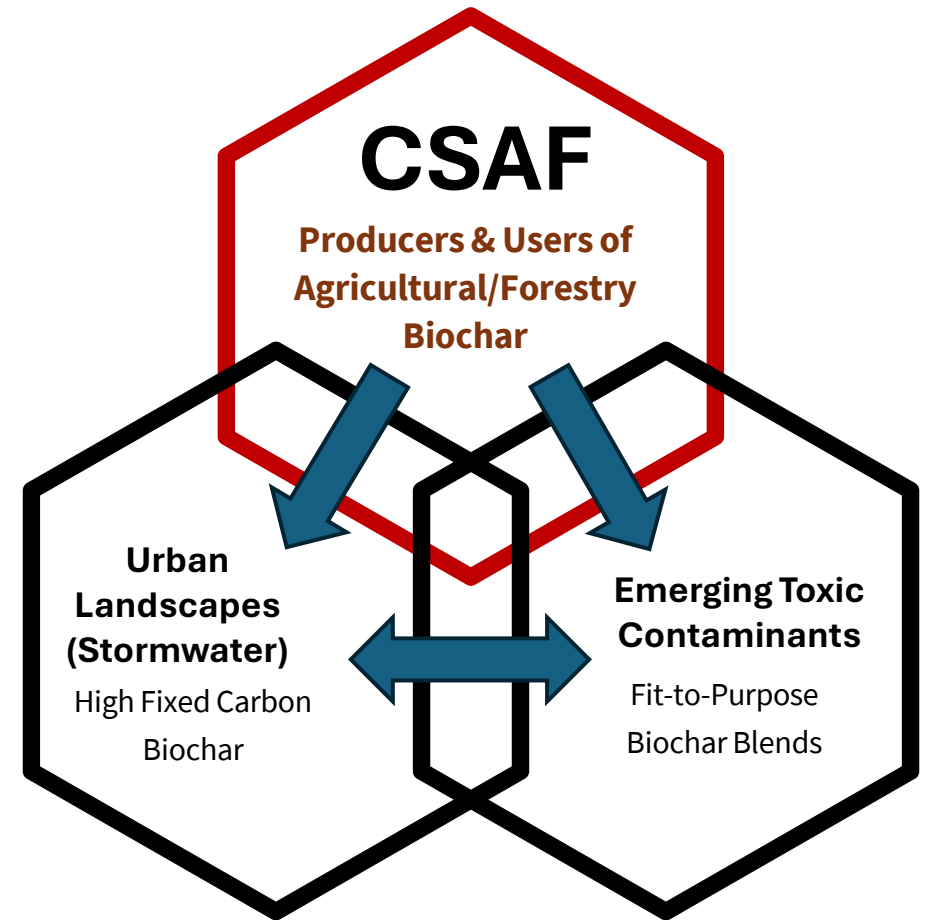 CSAF
Producers & Users of
Agricultural/Forestry
Biochar
Urban
Landscapes
(Stormwater)
High Fixed Carbon
Biochar
Emerging Toxic
Contaminants
Fit-to-Purpose
Biochar Blends